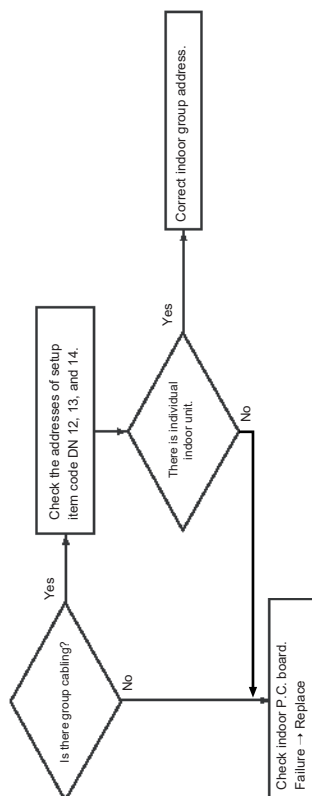 Is there group cabling?
Yes
No
Check the addresses of setup
item code DN 12, 13, and 14.
There is individual
indoor unit.
Yes
No
Correct indoor group address.
Check indoor P.C. board.
Failure → Replace